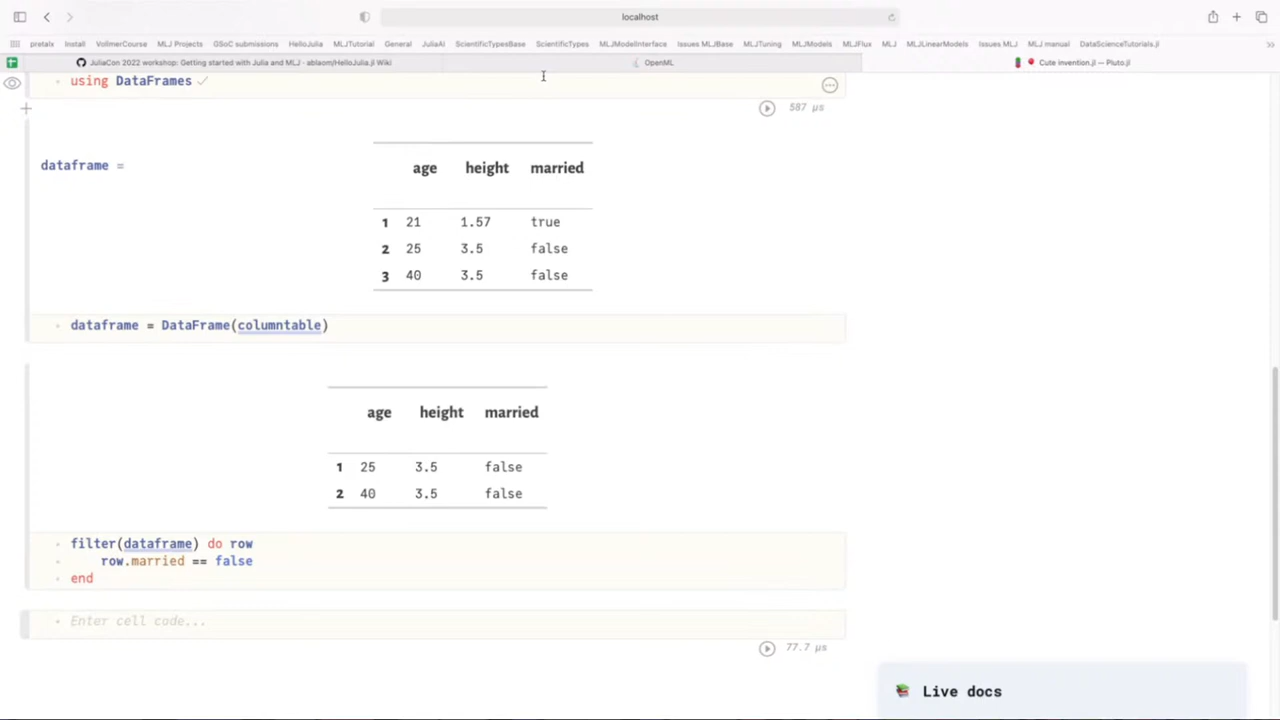 localhost
pretalx Install VollmerCourse MLJ Projects GSoC submissions HelloJulia MLJTutorial General JuliaAI ScientificTypesBase ScientificTypes MLJModelInterface Issues MLJBase MLJTuning MLJModels MLJFlux MLJ MLJLinearModels Issues MLJ MLJ manual DataScienceTutorials.jl
JuliaCon 2022 workshop: Getting started with Julia and MLJ · ablaom/HelloJulia.jl Wiki OpenML Cute invention.jl — Pluto.jl
using DataFrames ✓
587 μs
dataframe =
age height married
1 21 1.57 true
2 25 3.5 false
3 40 3.5 false
dataframe = DataFrame(columntable)
age height married
1 25 3.5 false
2 40 3.5 false
filter(dataframe) do row
row.married == false
end
Enter cell code...
77.7 μs
Live docs